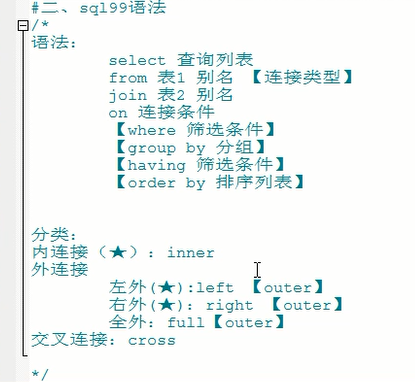 #二、sql99语法
/*
语法：
select 查询列表
from 表1 别名 【连接类型】
join 表2 别名
on 连接条件
【where 筛选条件】
【group by 分组】
【having 筛选条件】
【order by 排序列表】
分类：
内连接（★）：inner
外连接
左外(★):left 【outer】
右外(★)：right 【outer】
全外：full【outer】
交叉连接：cross
*/